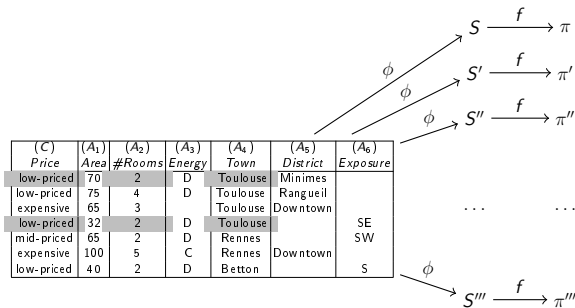 S f π
ϕ
S′ f π′
ϕ
S″ f π″
ϕ
(C) (A₁) (A₂) (A₃) (A₄) (A₅) (A₆)
Price Area #Rooms Energy Town District Exposure
low-priced 70 2 D Toulouse Minimes
low-priced 75 4 D Toulouse Rangueil
expensive 65 3 Toulouse Downtown
low-priced 32 2 D Toulouse SE
mid-priced 65 2 D Rennes SW
expensive 100 5 C Rennes Downtown
low-priced 40 2 D Betton S
... ...
ϕ
S‴ f π‴